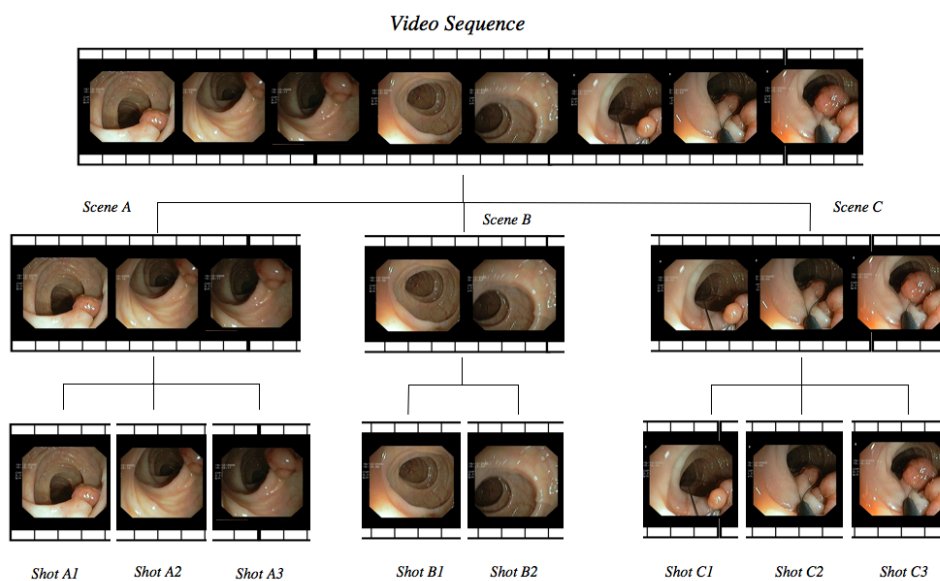 Video Sequence
Scene A
Scene B
Scene C
Shot A1
Shot A2
Shot A3
Shot B1
Shot B2
Shot C1
Shot C2
Shot C3